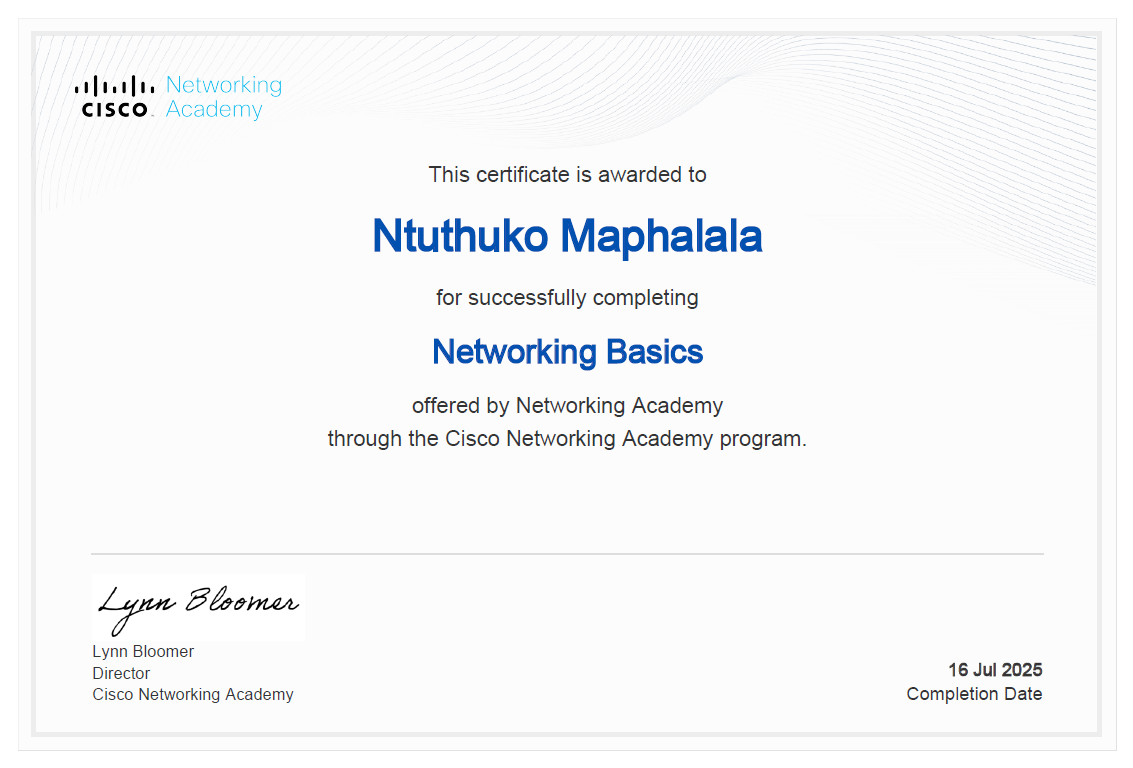 CISCO
Networking
Academy
This certificate is awarded to
Ntuthuko Maphalala
for successfully completing
Networking Basics
offered by Networking Academy
through the Cisco Networking Academy program.
Lynn Bloomer
Lynn Bloomer
Director
Cisco Networking Academy
16 Jul 2025
Completion Date